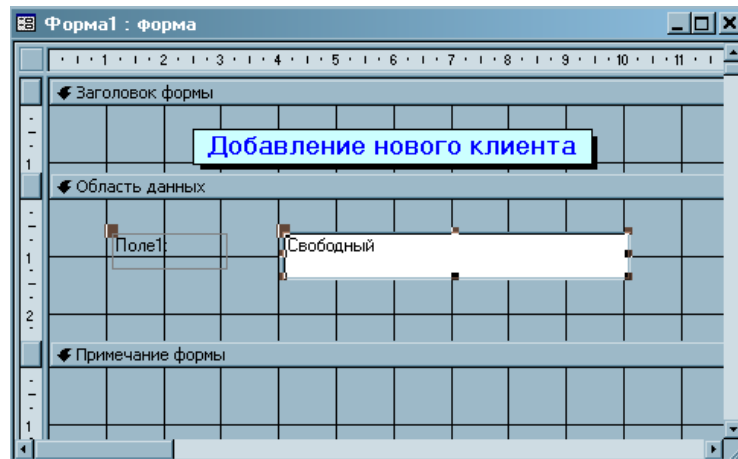 Форма1 : форма
1 2 3 4 5 6 7 8 9 10 11
Заголовок формы
1
Добавление нового клиента
Область данных
Поле1:
Свободный
1
2
Примечание формы
1